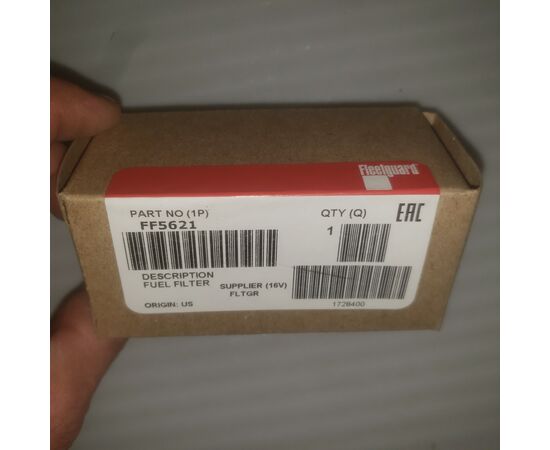 Fleetguard
PART NO (1P)
FF5621
QTY (Q)
1
EAC
DESCRIPTION
FUEL FILTER
SUPPLIER (16V)
FLTGR
ORIGIN: US
1728400